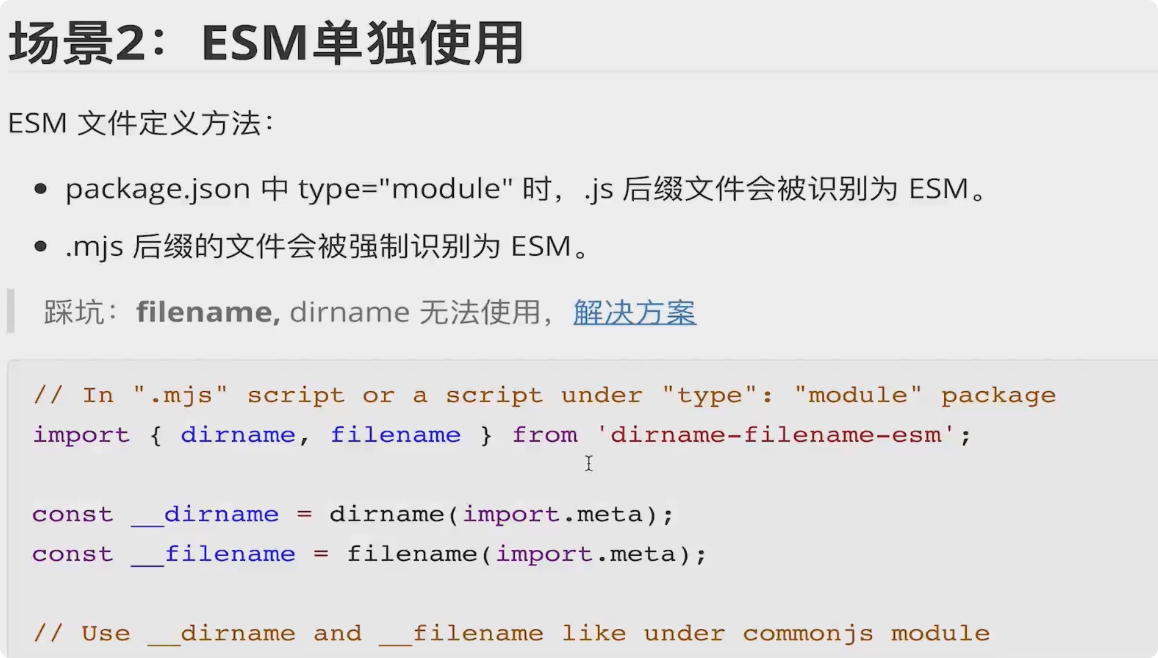 场景2：ESM单独使用
ESM 文件定义方法：
• package.json 中 type="module" 时，.js 后缀文件会被识别为 ESM。
• .mjs 后缀的文件会被强制识别为 ESM。
踩坑：filename, dirname 无法使用，解决方案
// In ".mjs" script or a script under "type": "module" package
import { dirname, filename } from 'dirname-filename-esm';
const __dirname = dirname(import.meta);
const __filename = filename(import.meta);
// Use __dirname and __filename like under commonjs module